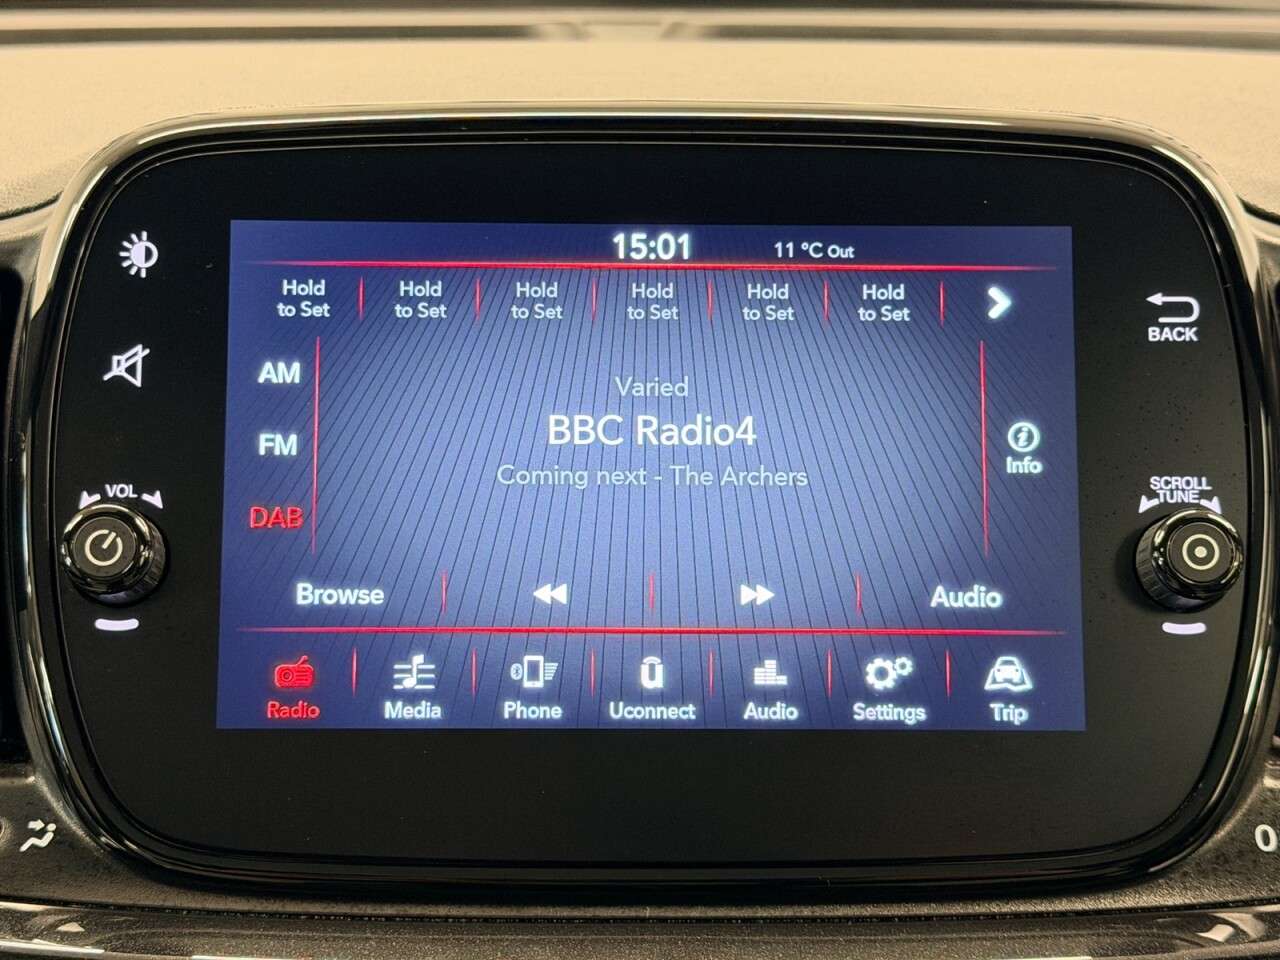 15:01
11 °C Out
Hold
to Set
Hold
to Set
Hold
to Set
Hold
to Set
Hold
to Set
Hold
to Set
AM
FM
DAB
Varied
BBC Radio4
Coming next - The Archers
Info
Browse
Audio
Radio
Media
Phone
Uconnect
Audio
Settings
Trip
VOL
BACK
SCROLL
TUNE
0